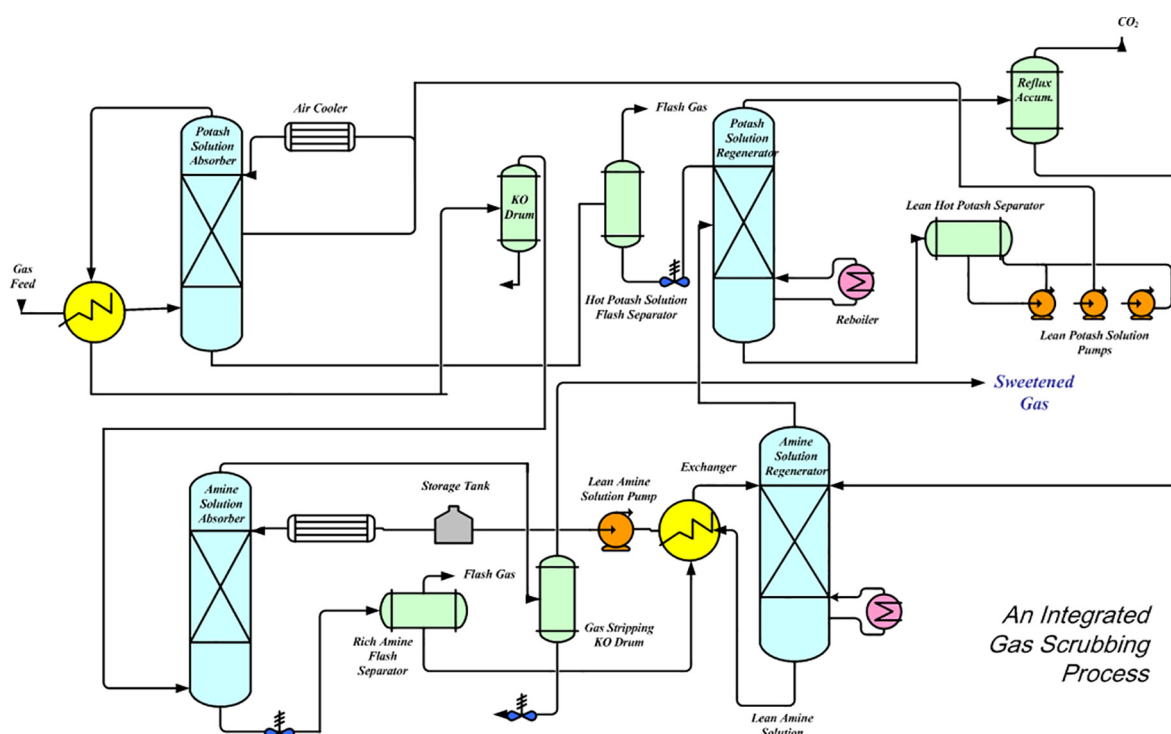 CO₂
Reflux
Accum.
Flash Gas
Air Cooler
Potash
Solution
Absorber
Potash
Solution
Regenerator
KO
Drum
Lean Hot Potash Separator
Gas
Feed
Hot Potash Solution
Flash Separator
Reboiler
Lean Potash Solution
Pumps
Sweetened
Gas
Amine
Solution
Regenerator
Exchanger
Storage Tank
Lean Amine
Solution Pump
Amine
Solution
Absorber
Flash Gas
Rich Amine
Flash
Separator
Gas Stripping
KO Drum
An Integrated
Gas Scrubbing
Process
Lean Amine
Solution